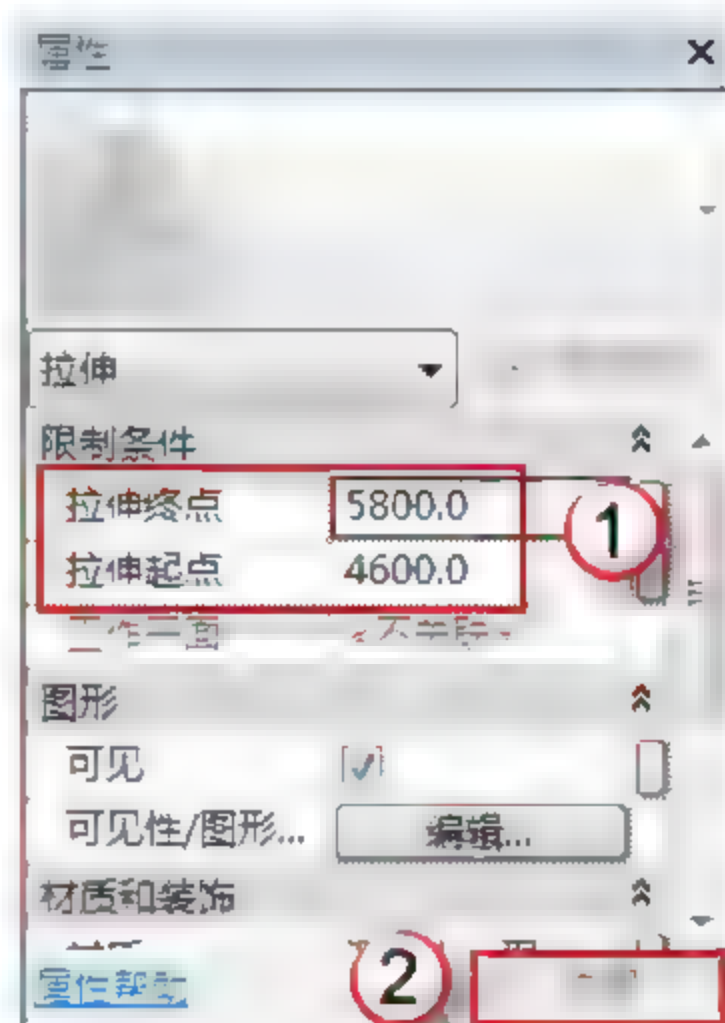 属性
拉伸
限制条件
拉伸终点 5800.0
拉伸起点 4600.0
1
图形
可见
可见性/图形... 编辑...
材质和装饰
属性帮助
2